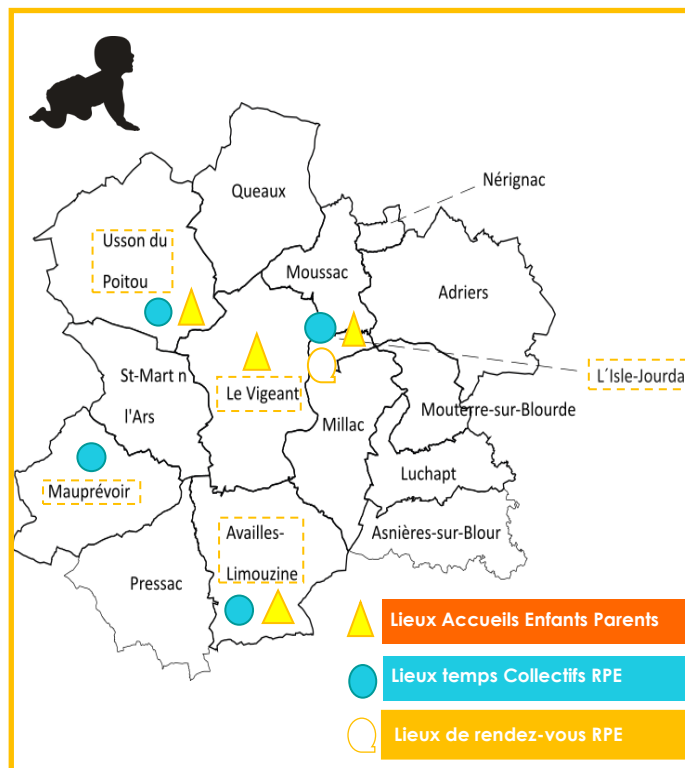 Nérignac
Queaux
Usson du
Poitou
Moussac
Adriers
St-Mart n
l'Ars
Le Vigeant
L´Isle-Jourda
Millac
Mouterre-sur-Blourde
Mauprévoir
Luchapt
Availles-
Limouzine
Asnières-sur-Blour
Pressac
Lieux Accueils Enfants Parents
Lieux temps Collectifs RPE
Lieux de rendez-vous RPE